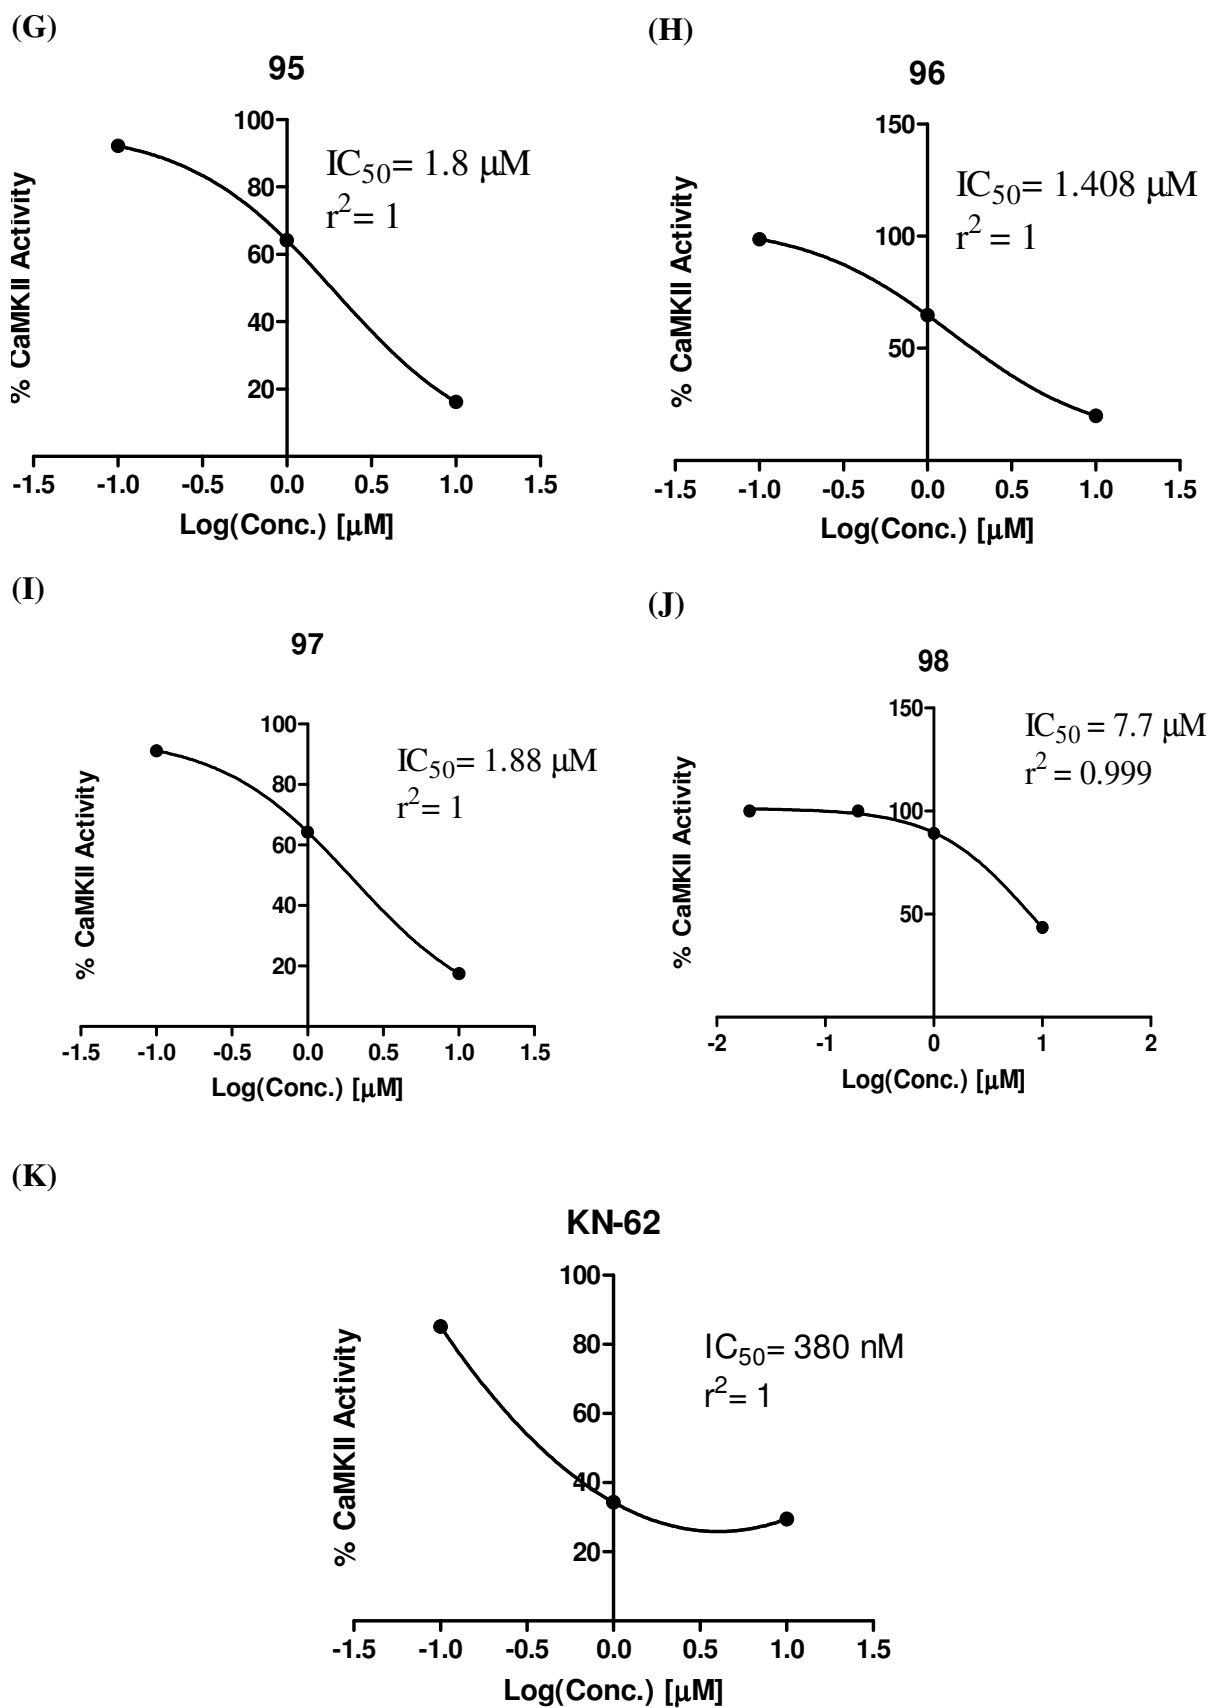 (G)
95
100
80
60
40
20
IC50= 1.8 μM
r2= 1
% CaMKII Activity
-1.5 -1.0 -0.5 0.0 0.5 1.0 1.5
Log(Conc.) [μM]
(H)
96
150
100
50
IC50= 1.408 μM
r2 = 1
% CaMKII Activity
-1.5 -1.0 -0.5 0.0 0.5 1.0 1.5
Log(Conc.) [μM]
(I)
97
100
80
60
40
20
IC50= 1.88 μM
r2= 1
% CaMKII Activity
-1.5 -1.0 -0.5 0.0 0.5 1.0 1.5
Log(Conc.) [μM]
(J)
98
150
100
50
IC50 = 7.7 μM
r2 = 0.999
% CaMKII Activity
-2 -1 0 1 2
Log(Conc.) [μM]
(K)
KN-62
100
80
60
40
20
IC50= 380 nM
r2= 1
% CaMKII Activity
-1.5 -1.0 -0.5 0.0 0.5 1.0 1.5
Log(Conc.) [μM]